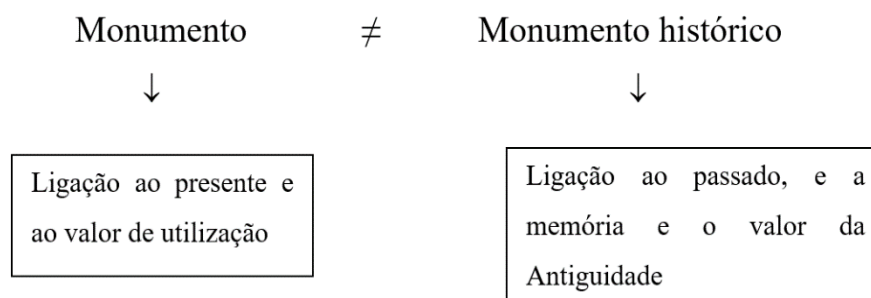 Monumento ≠ Monumento histórico
↓ ↓
Ligação ao presente e
ao valor de utilização
Ligação ao passado, e a
memória e o valor da
Antiguidade